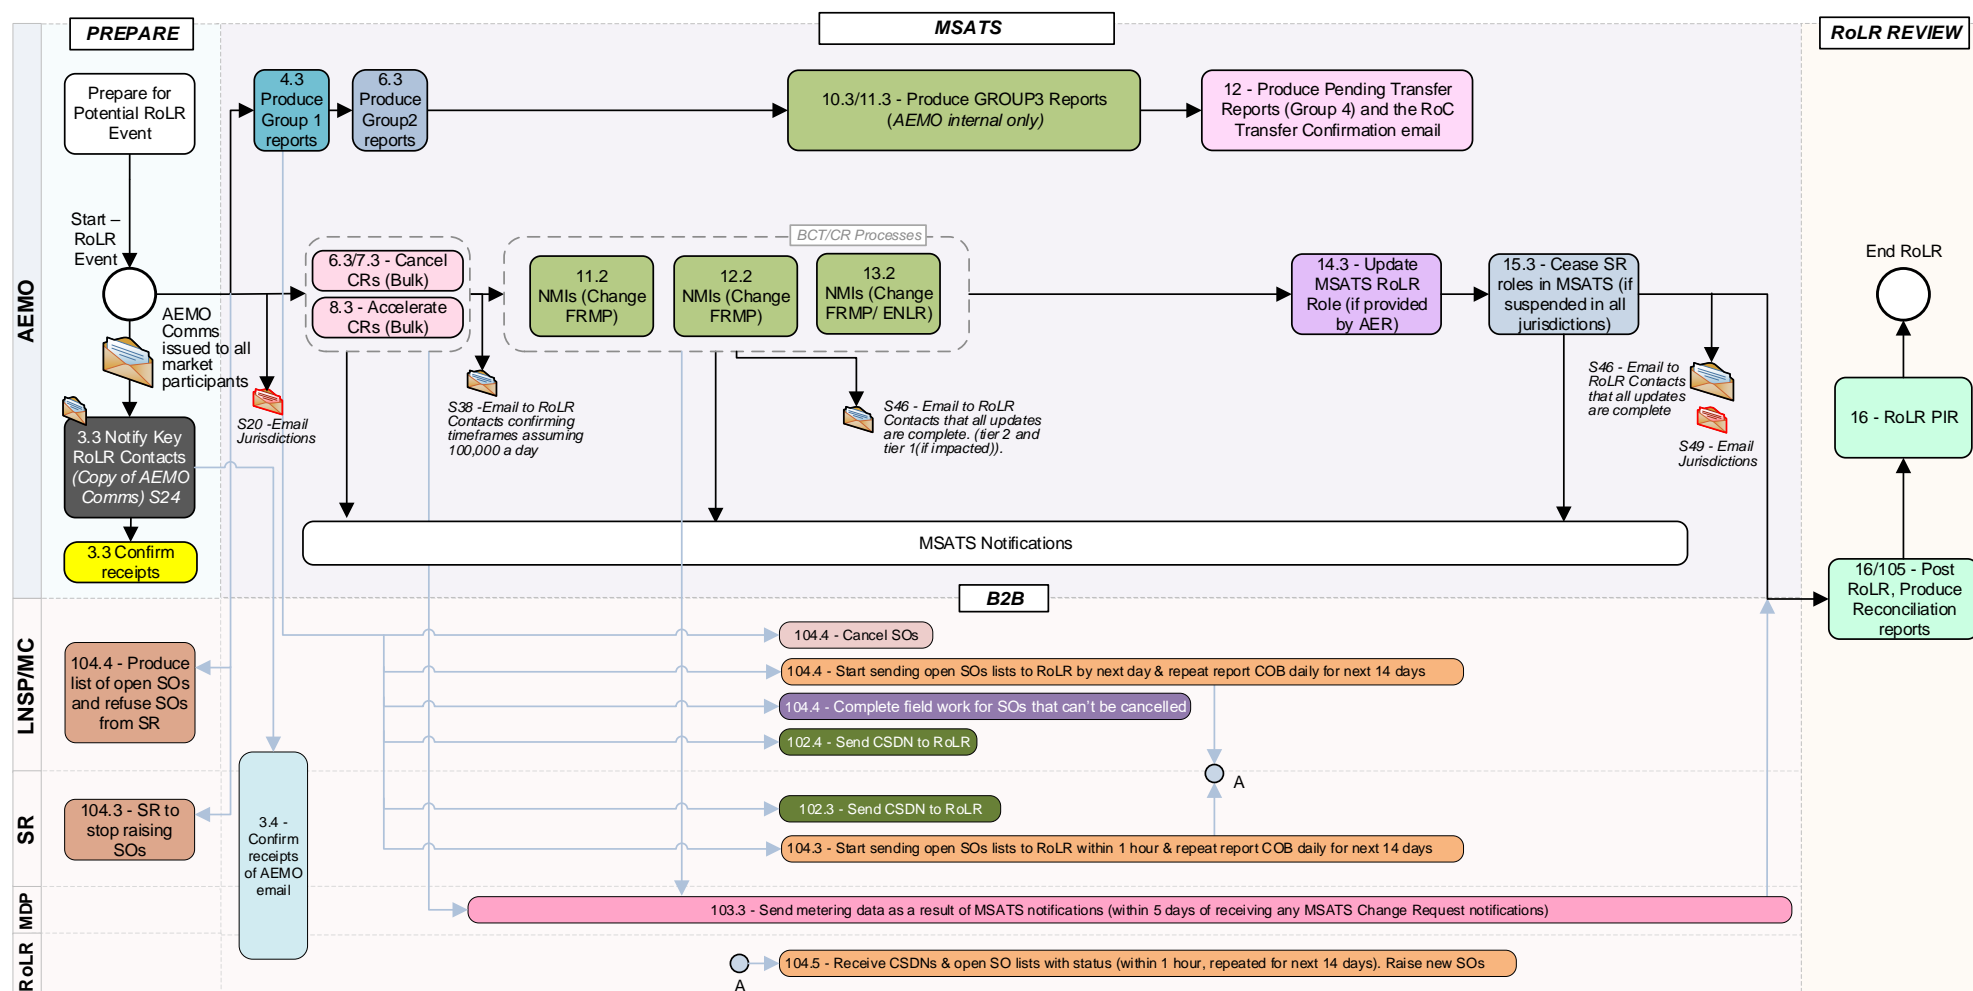 PREPARE
MSATS
RoLR REVIEW
AEMO
Prepare for
Potential RoLR
Event
4.3
Produce
Group 1
reports
6.3
Produce
Group2
reports
10.3/11.3 - Produce GROUP3 Reports
(AEMO internal only)
12 - Produce Pending Transfer
Reports (Group 4) and the RoC
Transfer Confirmation email
Start –
RoLR
Event
AEMO
Comms
issued to all
market
participants
S20 -Email
Jurisdictions
6.3/7.3 - Cancel
CRs (Bulk)
8.3 - Accelerate
CRs (Bulk)
S38 -Email to RoLR
Contacts confirming
timeframes assuming
100,000 a day
BCT/CR Processes
11.2
NMIs (Change
FRMP)
12.2
NMIs (Change
FRMP)
13.2
NMIs (Change
FRMP/ ENLR)
S46 - Email to RoLR
Contacts that all updates
are complete. (tier 2 and
tier 1(if impacted)).
14.3 - Update
MSATS RoLR
Role (if provided
by AER)
15.3 - Cease SR
roles in MSATS (if
suspended in all
jurisdictions)
S46 - Email to
RoLR Contacts
that all updates
are complete
S49 - Email
Jurisdictions
End RoLR
16 - RoLR PIR
16/105 - Post
RoLR, Produce
Reconciliation
reports
3.3 Notify Key
RoLR Contacts
(Copy of AEMO
Comms) S24
3.3 Confirm
receipts
MSATS Notifications
B2B
LNSP/MC
104.4 - Produce
list of open SOs
and refuse SOs
from SR
104.4 - Cancel SOs
104.4 - Start sending open SOs lists to RoLR by next day & repeat report COB daily for next 14 days
104.4 - Complete field work for SOs that can't be cancelled
102.4 - Send CSDN to RoLR
A
SR
104.3 - SR to
stop raising
SOs
3.4 -
Confirm
receipts
of AEMO
email
102.3 - Send CSDN to RoLR
104.3 - Start sending open SOs lists to RoLR within 1 hour & repeat report COB daily for next 14 days
MDP
103.3 - Send metering data as a result of MSATS notifications (within 5 days of receiving any MSATS Change Request notifications)
RoLR
A
104.5 - Receive CSDNs & open SO lists with status (within 1 hour, repeated for next 14 days). Raise new SOs